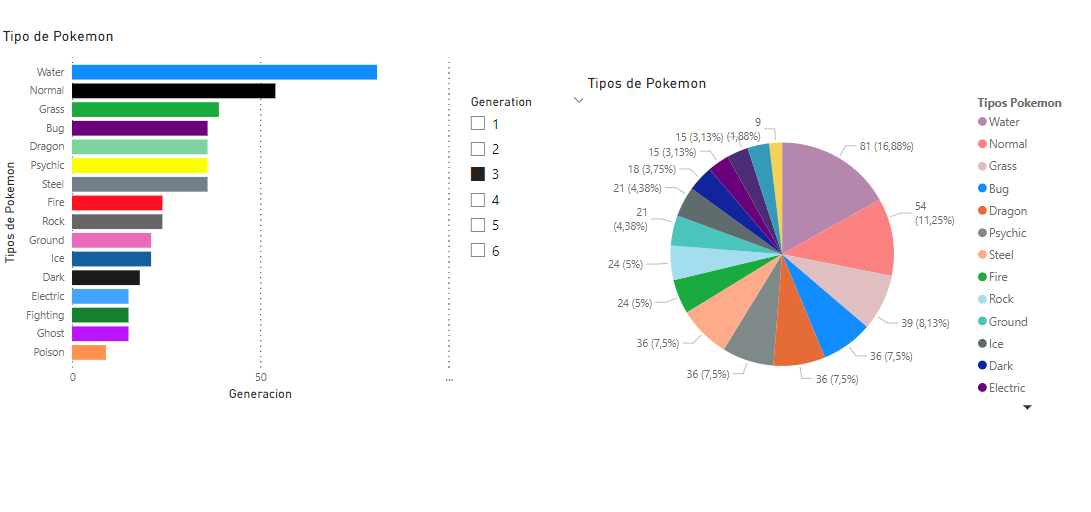 Tipo de Pokemon
Tipos de Pokemon
Water
Normal
Grass
Bug
Dragon
Psychic
Steel
Fire
Rock
Ground
Ice
Dark
Electric
Fighting
Ghost
Poison
0
50
...
Generacion
Generation
1
2
3
4
5
6
Tipos de Pokemon
81 (16,88%)
54
(11,25%)
39 (8,13%)
36 (7,5%)
36 (7,5%)
36 (7,5%)
36 (7,5%)
24 (5%)
24 (5%)
21
(4,38%)
21 (4,38%)
18 (3,75%)
15 (3,13%)
15 (3,13%)
(1,88%)
9
Tipos Pokemon
Water
Normal
Grass
Bug
Dragon
Psychic
Steel
Fire
Rock
Ground
Ice
Dark
Electric